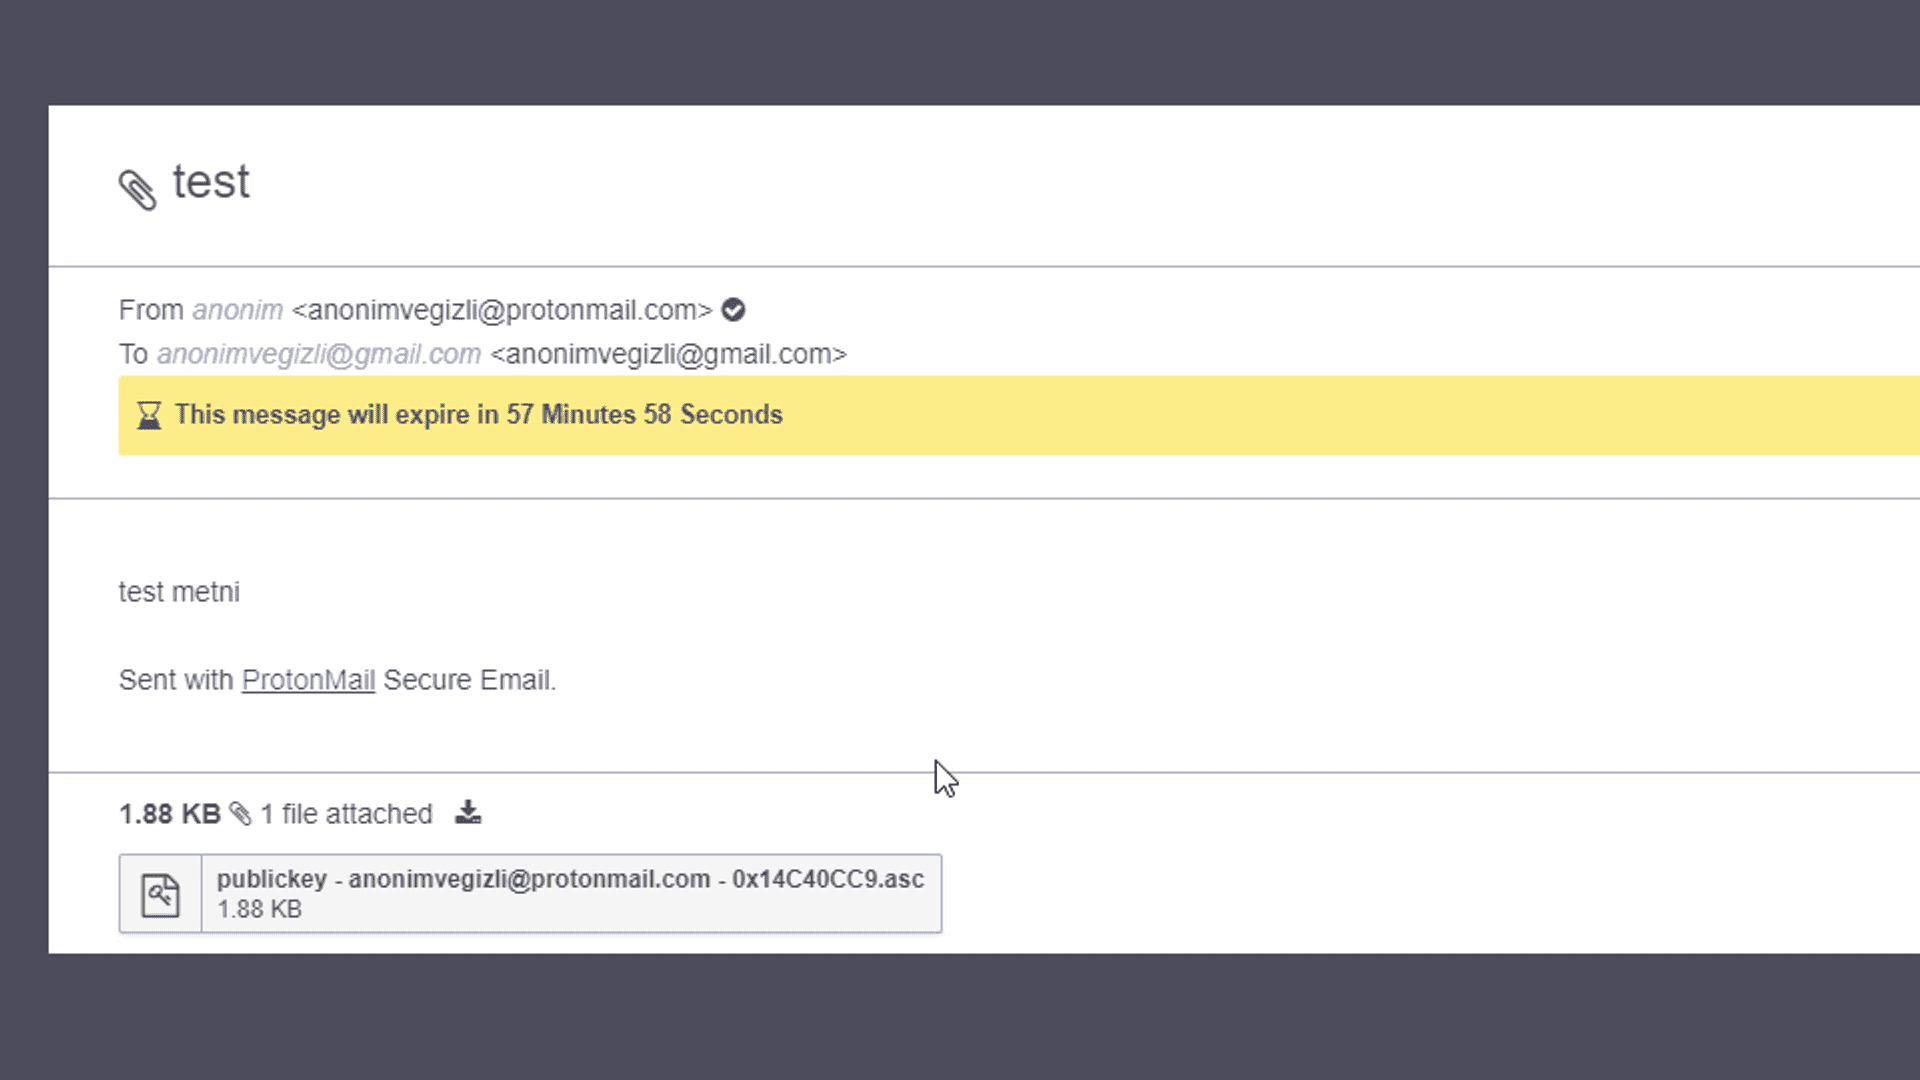 test
From anonim <anonimvegizli@protonmail.com>
To anonimvegizli@gmail.com <anonimvegizli@gmail.com>
This message will expire in 57 Minutes 58 Seconds
test metni
Sent with ProtonMail Secure Email.
1.88 KB 1 file attached
publickey - anonimvegizli@protonmail.com - 0x14C40CC9.asc
1.88 KB